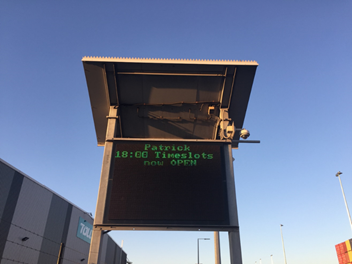 Patrick
18:00 Timeslots
now OPEN